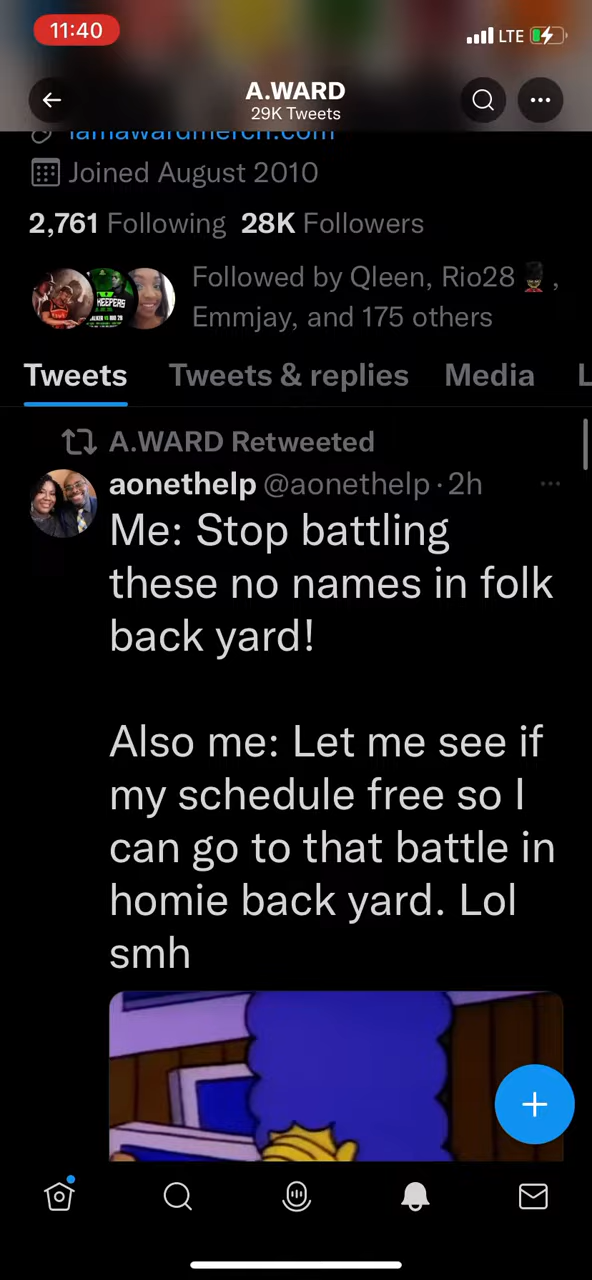 11:40
LTE
A.WARD
29K Tweets
iamawardmerch.com
Joined August 2010
2,761 Following 28K Followers
Followed by Qleen, Rio28 💂🏿,
Emmjay, and 175 others
Tweets Tweets & replies Media L
A.WARD Retweeted
aonethelp @aonethelp · 2h
Me: Stop battling
these no names in folk
back yard!
Also me: Let me see if
my schedule free so I
can go to that battle in
homie back yard. Lol
smh